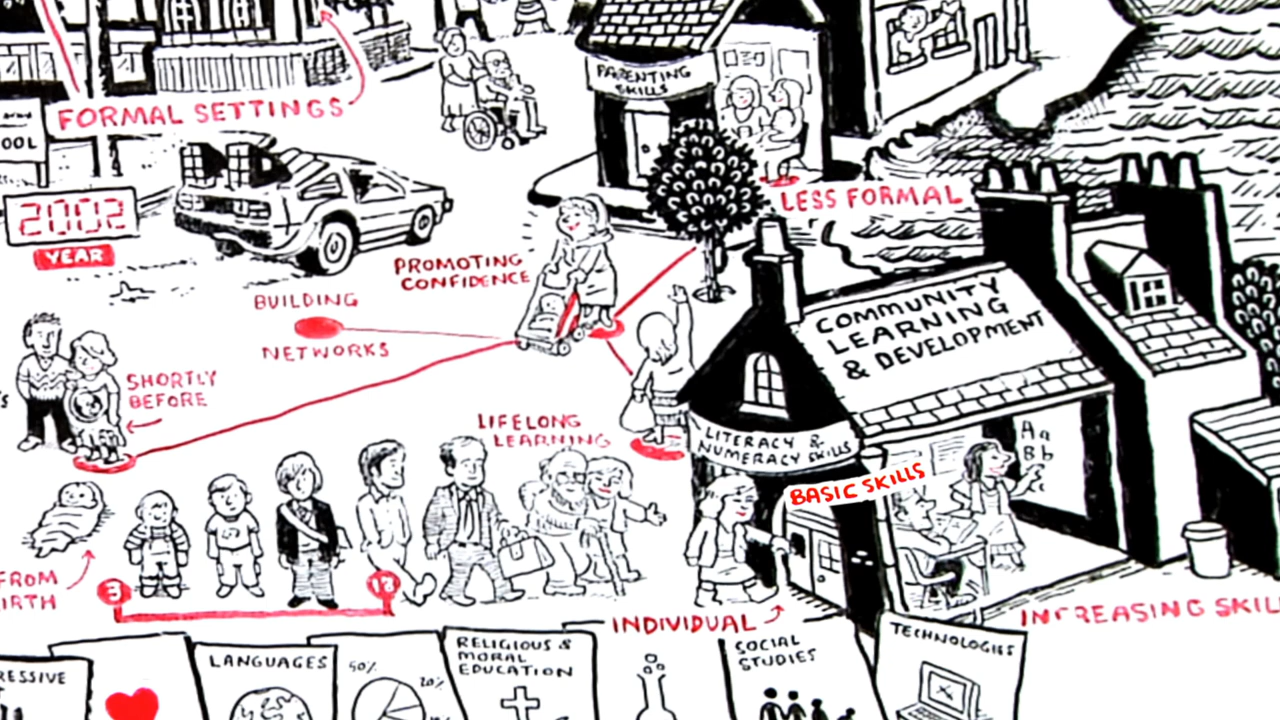 FORMAL SETTINGS
PARENTING
SKILLS
OOL
2002
YEAR
LESS FORMAL
PROMOTING
CONFIDENCE
BUILDING
NETWORKS
COMMUNITY
LEARNING
& DEVELOPMENT
SHORTLY
BEFORE
LIFELONG
LEARNING
LITERACY &
NUMERACY SKILLS
BASIC SKILLS
Aa
Bb
FROM
IRTH
3
18
INDIVIDUAL
INCREASING SKILL
RESSIVE
LANGUAGES
50%
20%
RELIGIOUS &
MORAL
EDUCATION
SOCIAL
STUDIES
TECHNOLOGIES